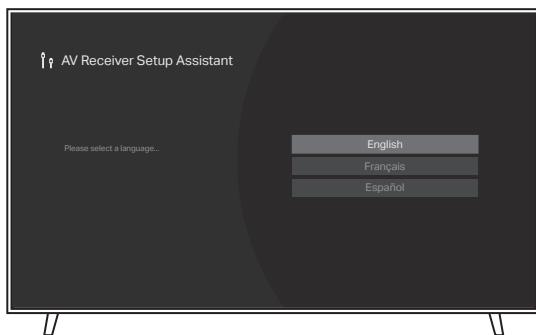 AV Receiver Setup Assistant
Please select a language...
English
Français
Español